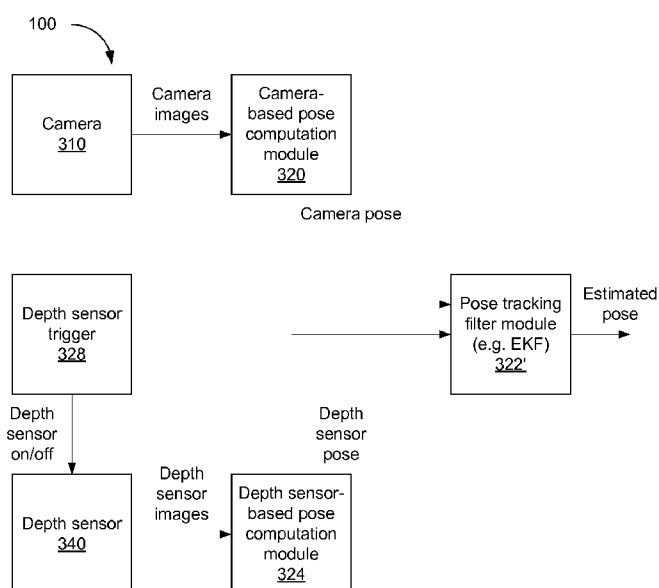 100
Camera
310
Camera
images
Camera-
based pose
computation
module
320
Camera pose
Depth sensor
trigger
328
Pose tracking
filter module
(e.g. EKF)
322'
Estimated
pose
Depth
sensor
on/off
Depth
sensor
pose
Depth sensor
340
Depth
sensor
images
Depth sensor-
based pose
computation
module
324